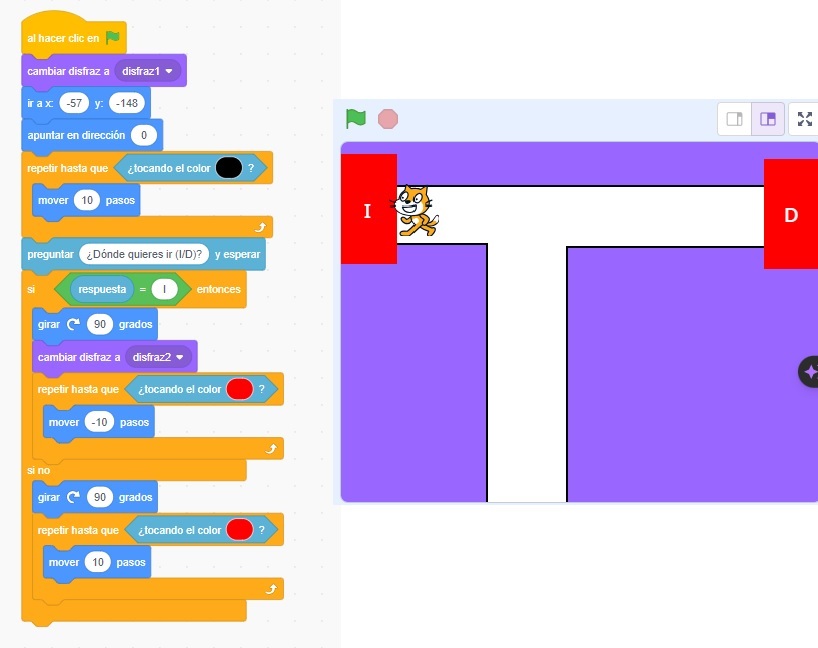 al hacer clic en
cambiar disfraz a disfraz1
ir a x: -57 y: -148
apuntar en dirección 0
repetir hasta que ¿tocando el color ?
mover 10 pasos
preguntar ¿Dónde quieres ir (I/D)? y esperar
si respuesta = I entonces
girar 90 grados
cambiar disfraz a disfraz2
repetir hasta que ¿tocando el color ?
mover -10 pasos
si no
girar 90 grados
repetir hasta que ¿tocando el color ?
mover 10 pasos
I
D